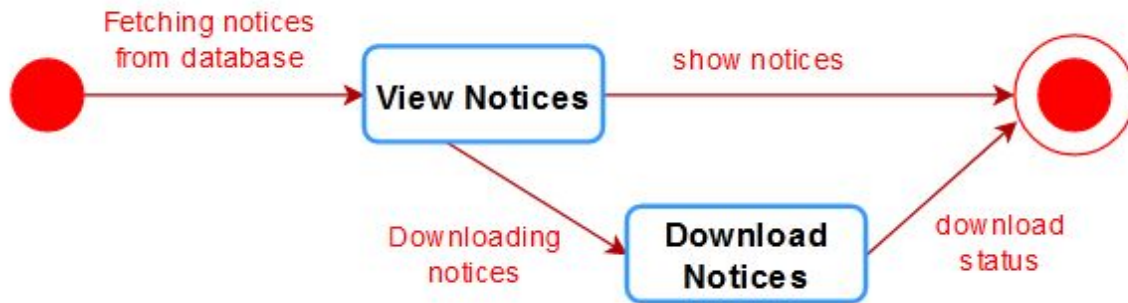 Fetching notices
from database
View Notices
show notices
Downloading
notices
Download
Notices
download
status